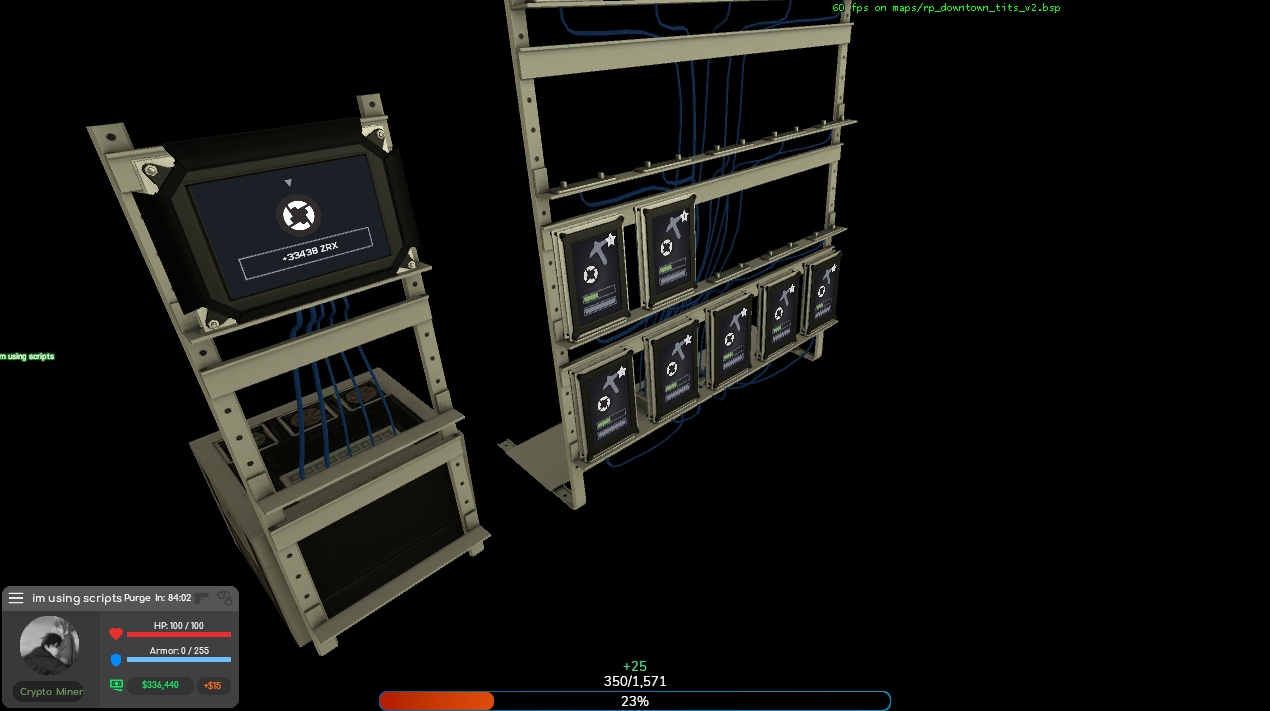 60 fps on maps/rp_downtown_tits_v2.bsp
+33438 ZRX
m using scripts
im using scripts Purge In: 84:02
HP: 100 / 100
Armor: 0 / 255
Crypto Miner
$336,440
+$15
+25
350/1,571
23%